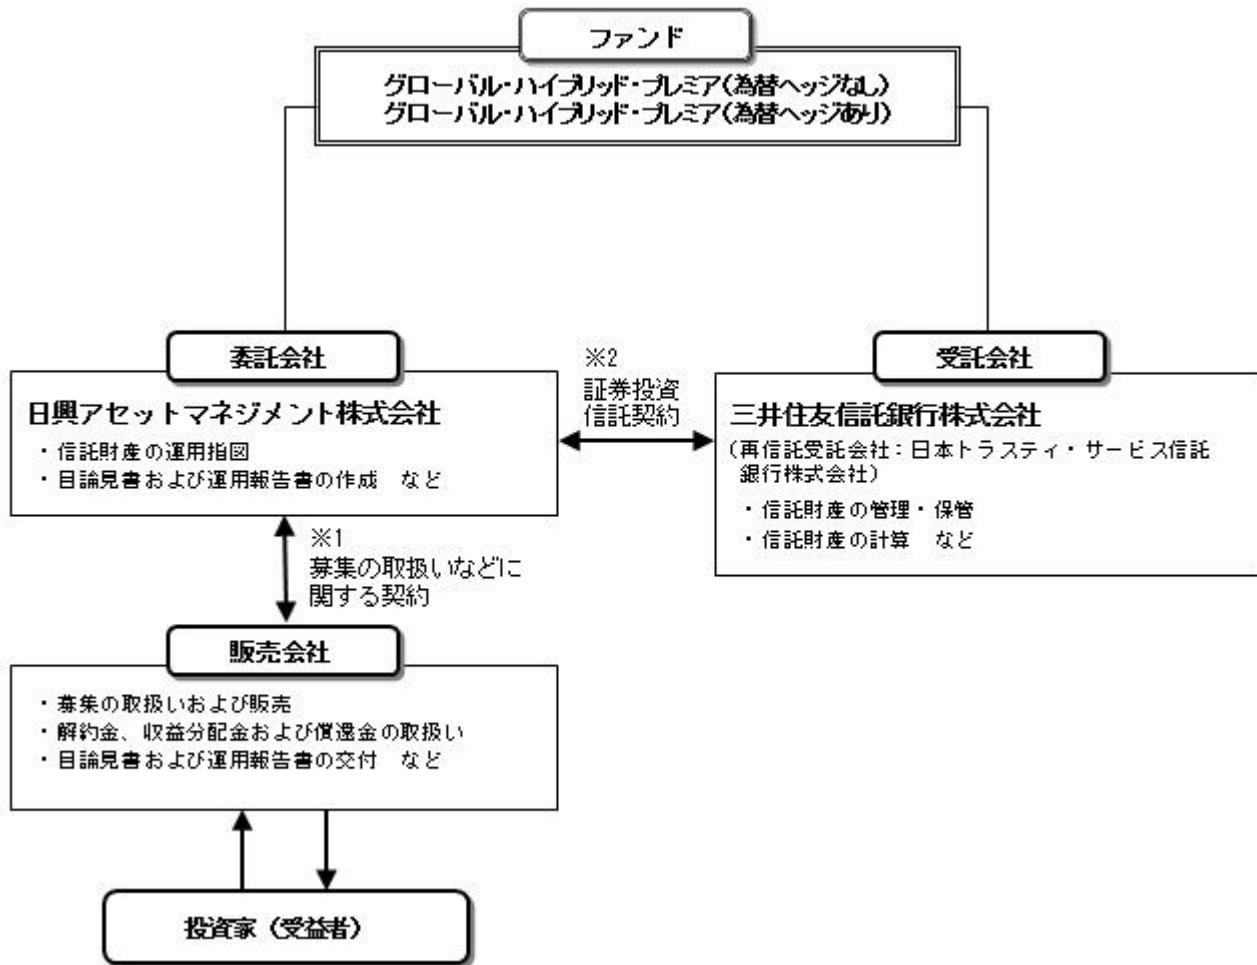 ファンド
グローバル・ハイブリッド・プレミア(為替ヘッジなし)
グローバル・ハイブリッド・プレミア(為替ヘッジあり)
委託会社
日興アセットマネジメント株式会社
・信託財産の運用指図
・目論見書および運用報告書の作成 など
※2
証券投資
信託契約
受託会社
三井住友信託銀行株式会社
(再信託受託会社:日本トラスティ・サービス信託
銀行株式会社)
・信託財産の管理・保管
・信託財産の計算 など
※1
募集の取扱いなどに
関する契約
販売会社
・募集の取扱いおよび販売
・解約金、収益分配金および償還金の取扱い
・目論見書および運用報告書の交付 など
投資家(受益者)